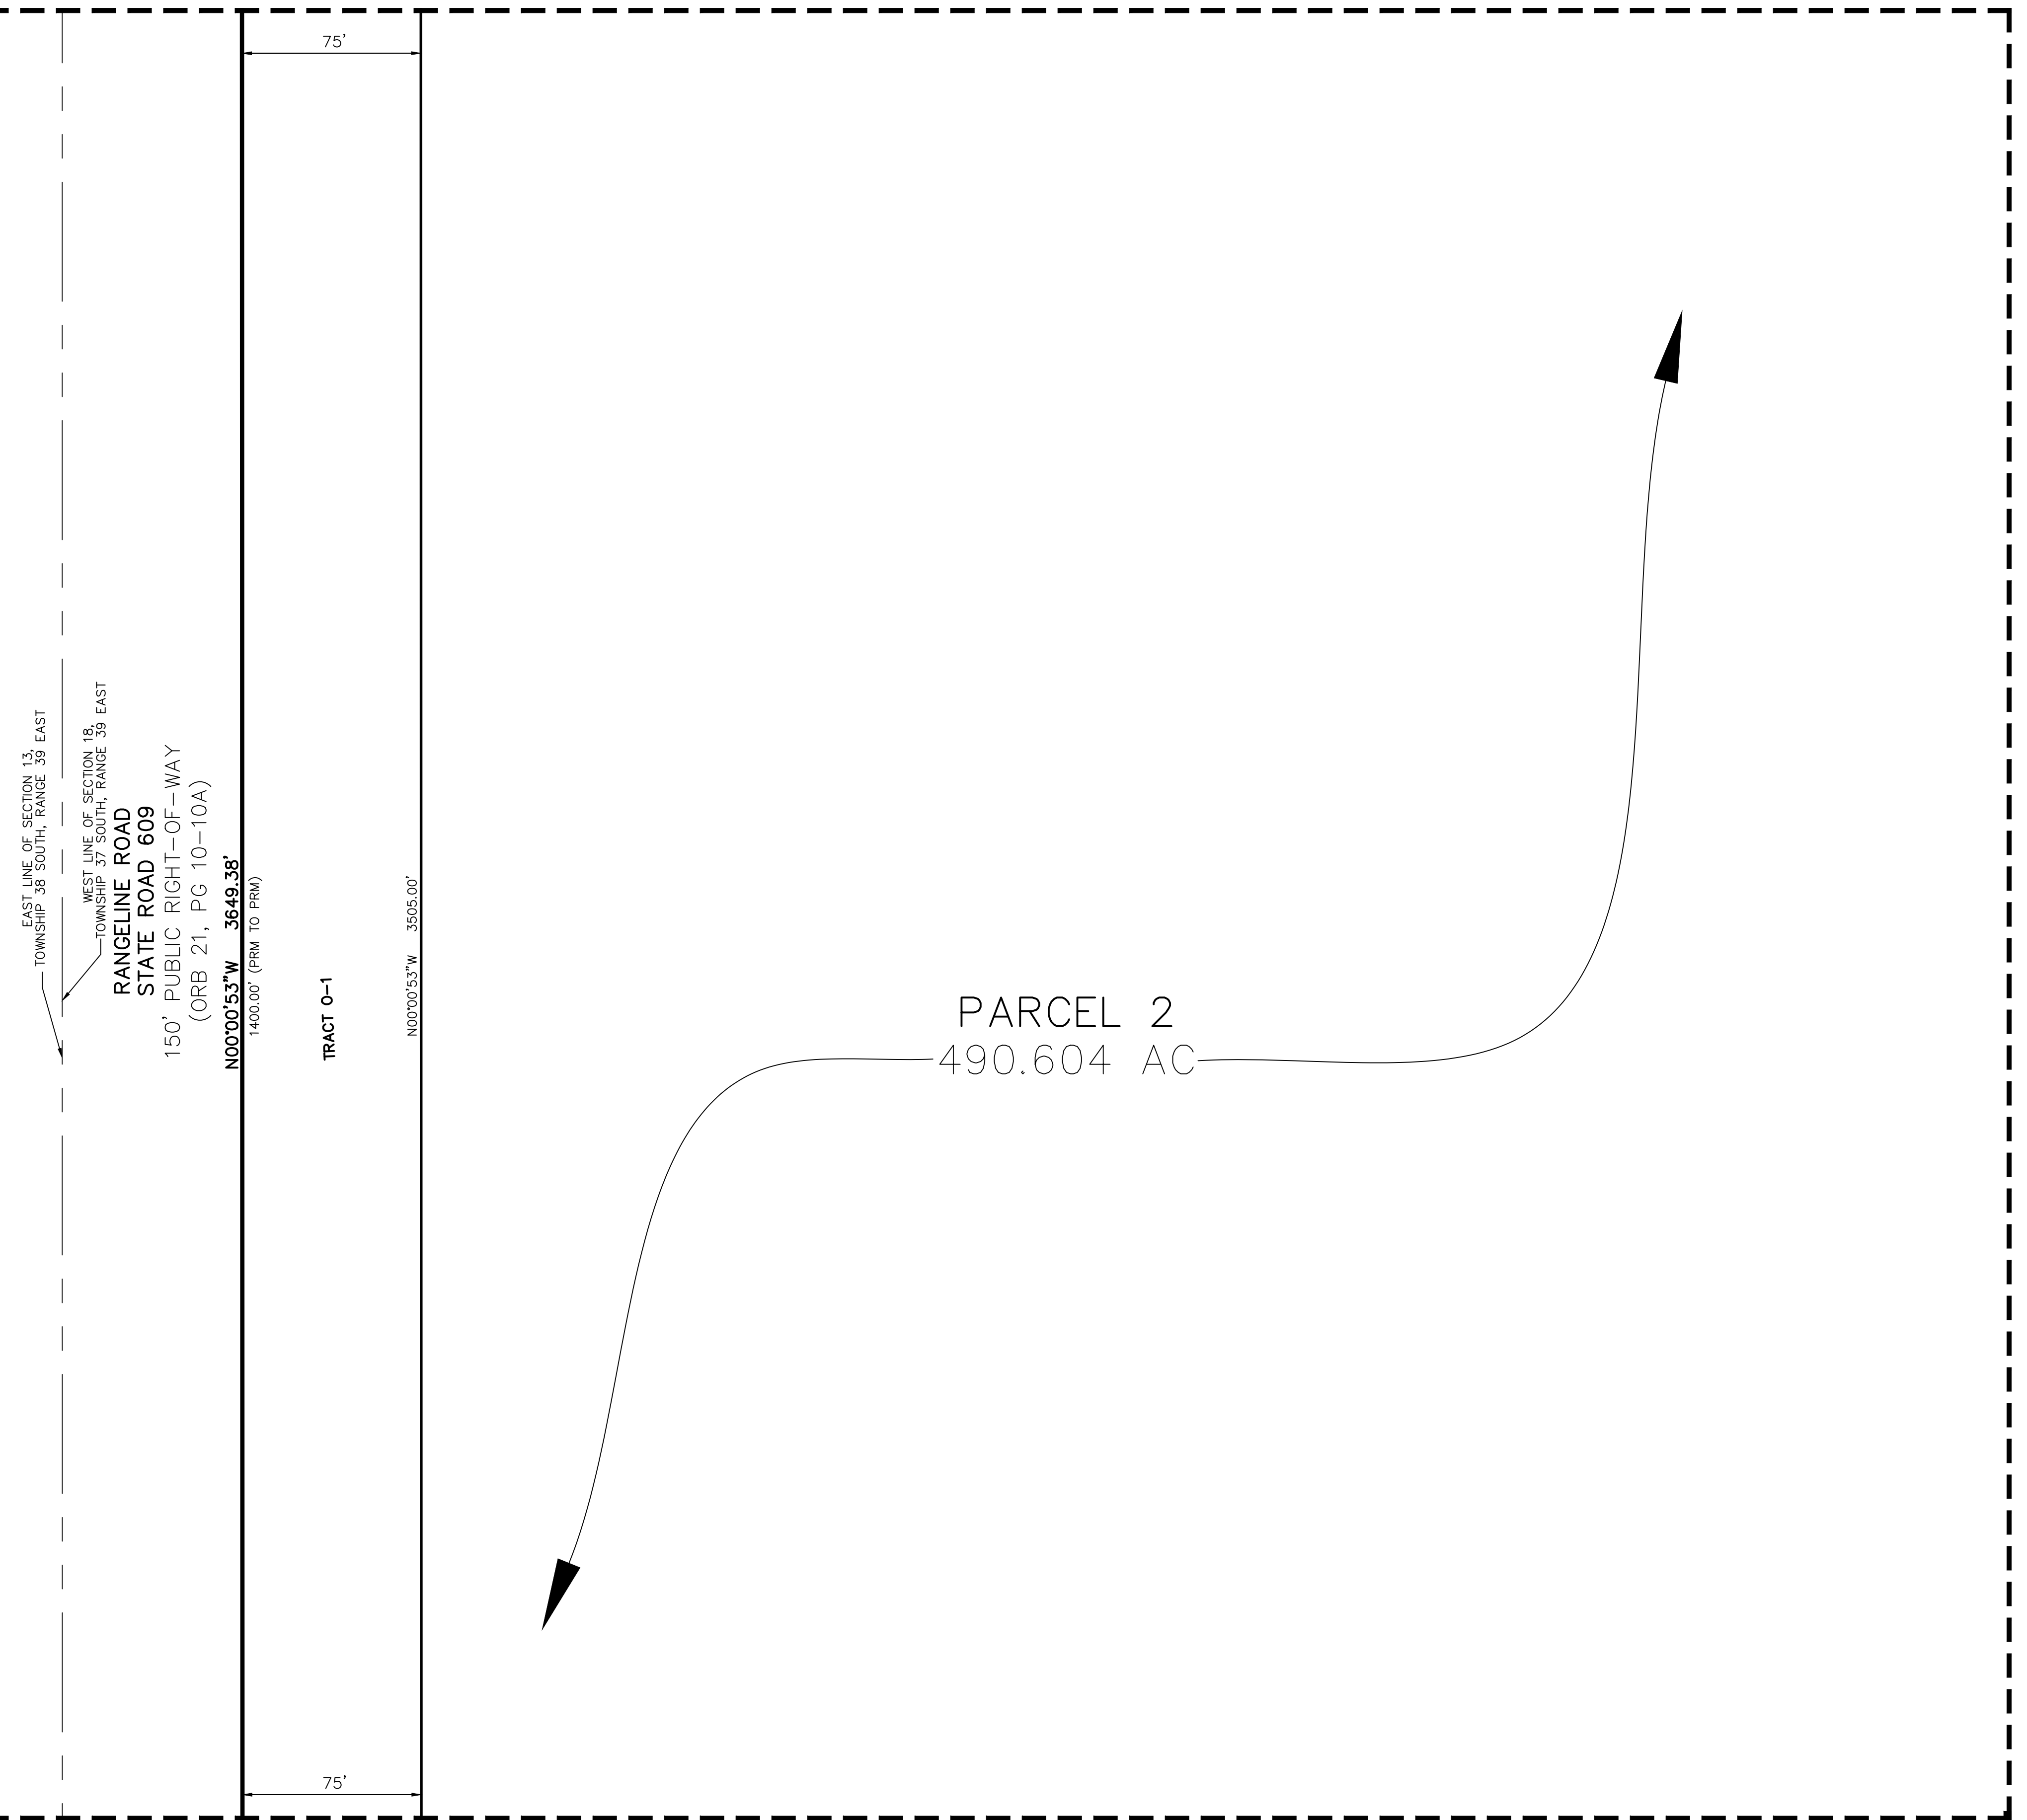 75'
EAST LINE OF SECTION 13,
TOWNSHIP 38 SOUTH, RANGE 39 EAST
WEST LINE OF SECTION 18,
TOWNSHIP 37 SOUTH, RANGE 39 EAST
RANGELINE ROAD
STATE ROAD 609
150' PUBLIC RIGHT-OF-WAY
(ORB 21, PG 10-10A)
N00°00'53"W 3649.38'
1400.00' (PRM TO PRM)
TRACT O-1
N00°00'53"W 3505.00'
PARCEL 2
490.604 AC
75'